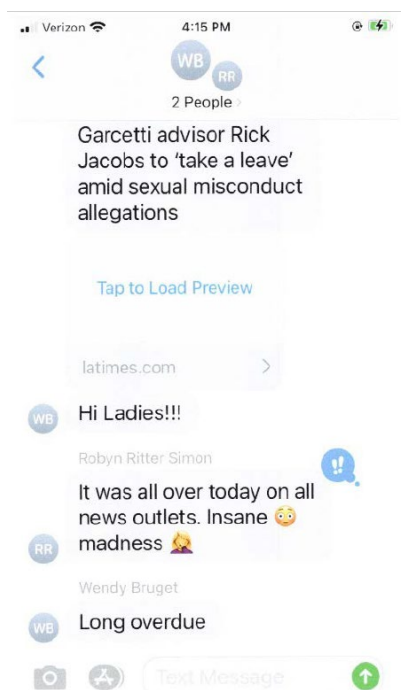 Verizon 4:15 PM
WB
RR
2 People
Garcetti advisor Rick
Jacobs to ‘take a leave’
amid sexual misconduct
allegations
Tap to Load Preview
latimes.com
WB Hi Ladies!!!
Robyn Ritter Simon
!!
It was all over today on all
news outlets. Insane 😳
RR madness 🤦‍♀️
Wendy Bruget
WB Long overdue
Text Message